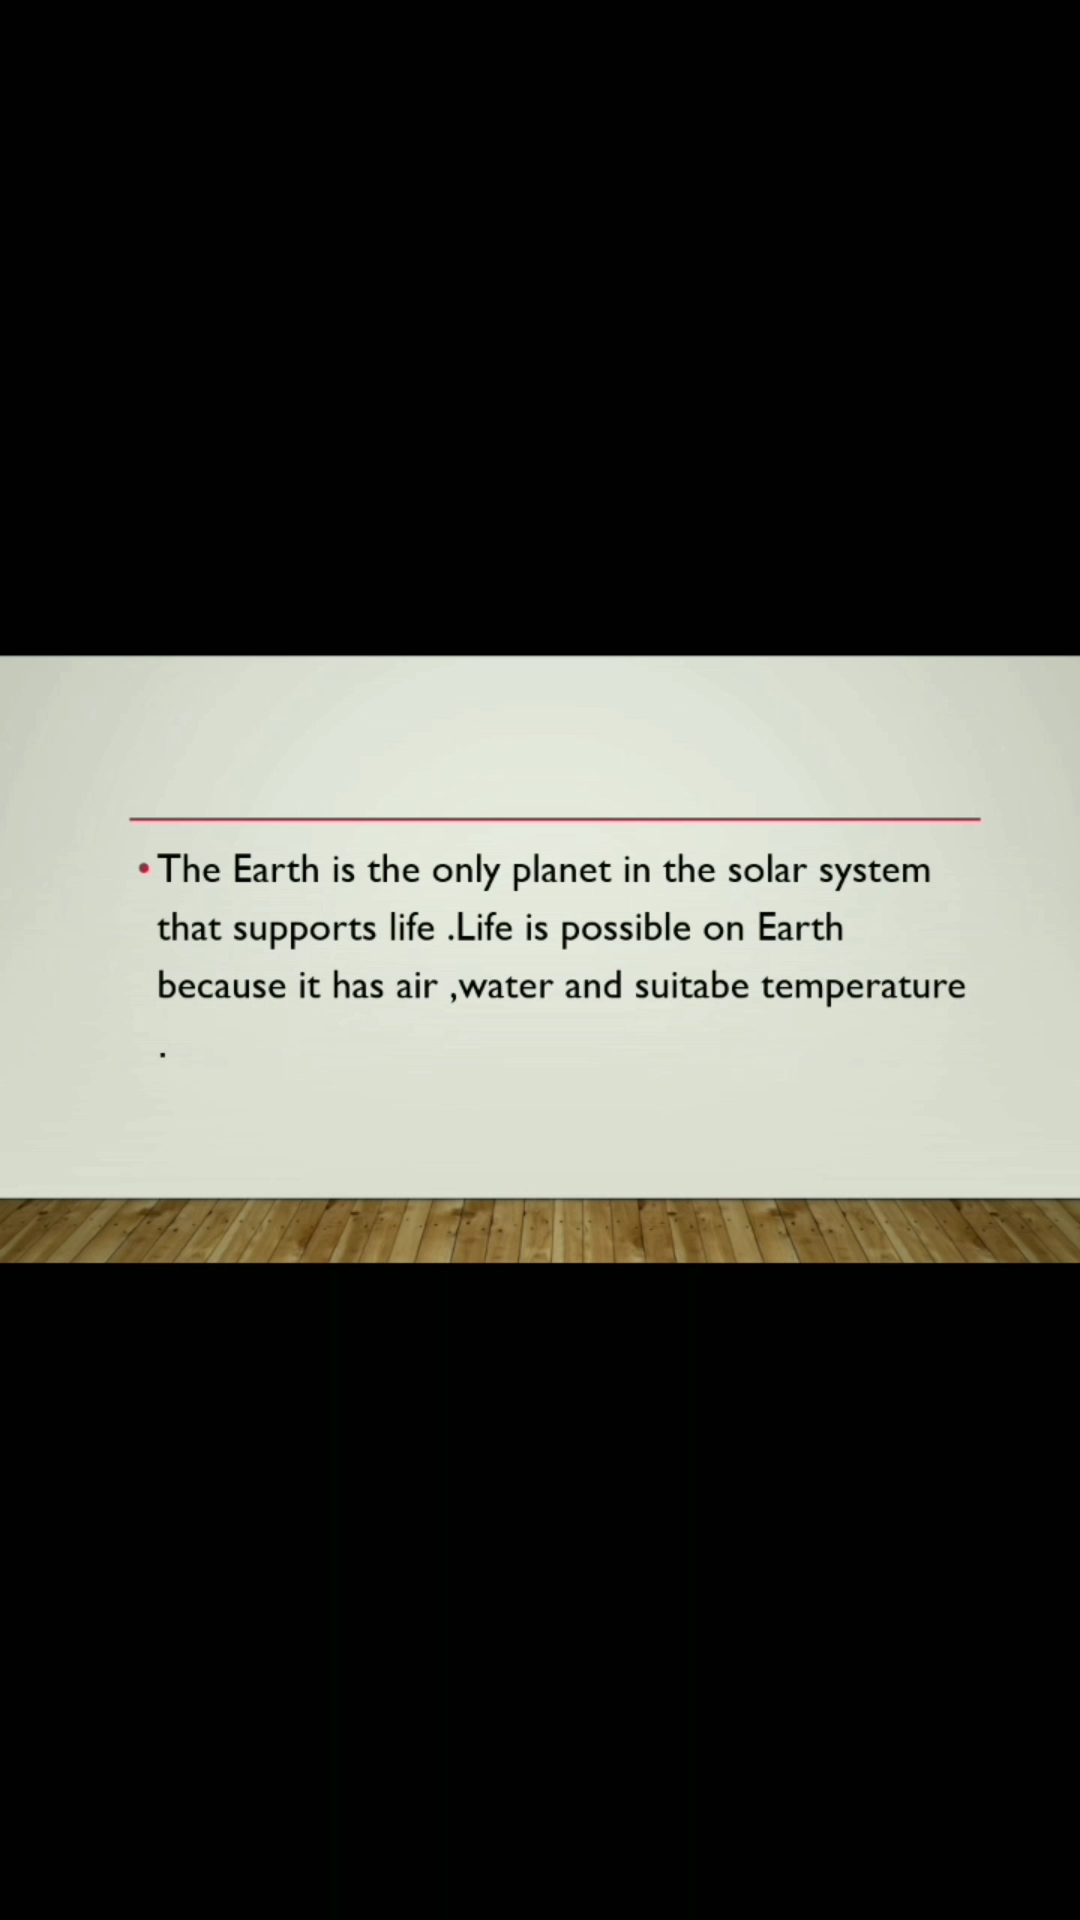 • The Earth is the only planet in the solar system
that supports life .Life is possible on Earth
because it has air ,water and suitabe temperature
.